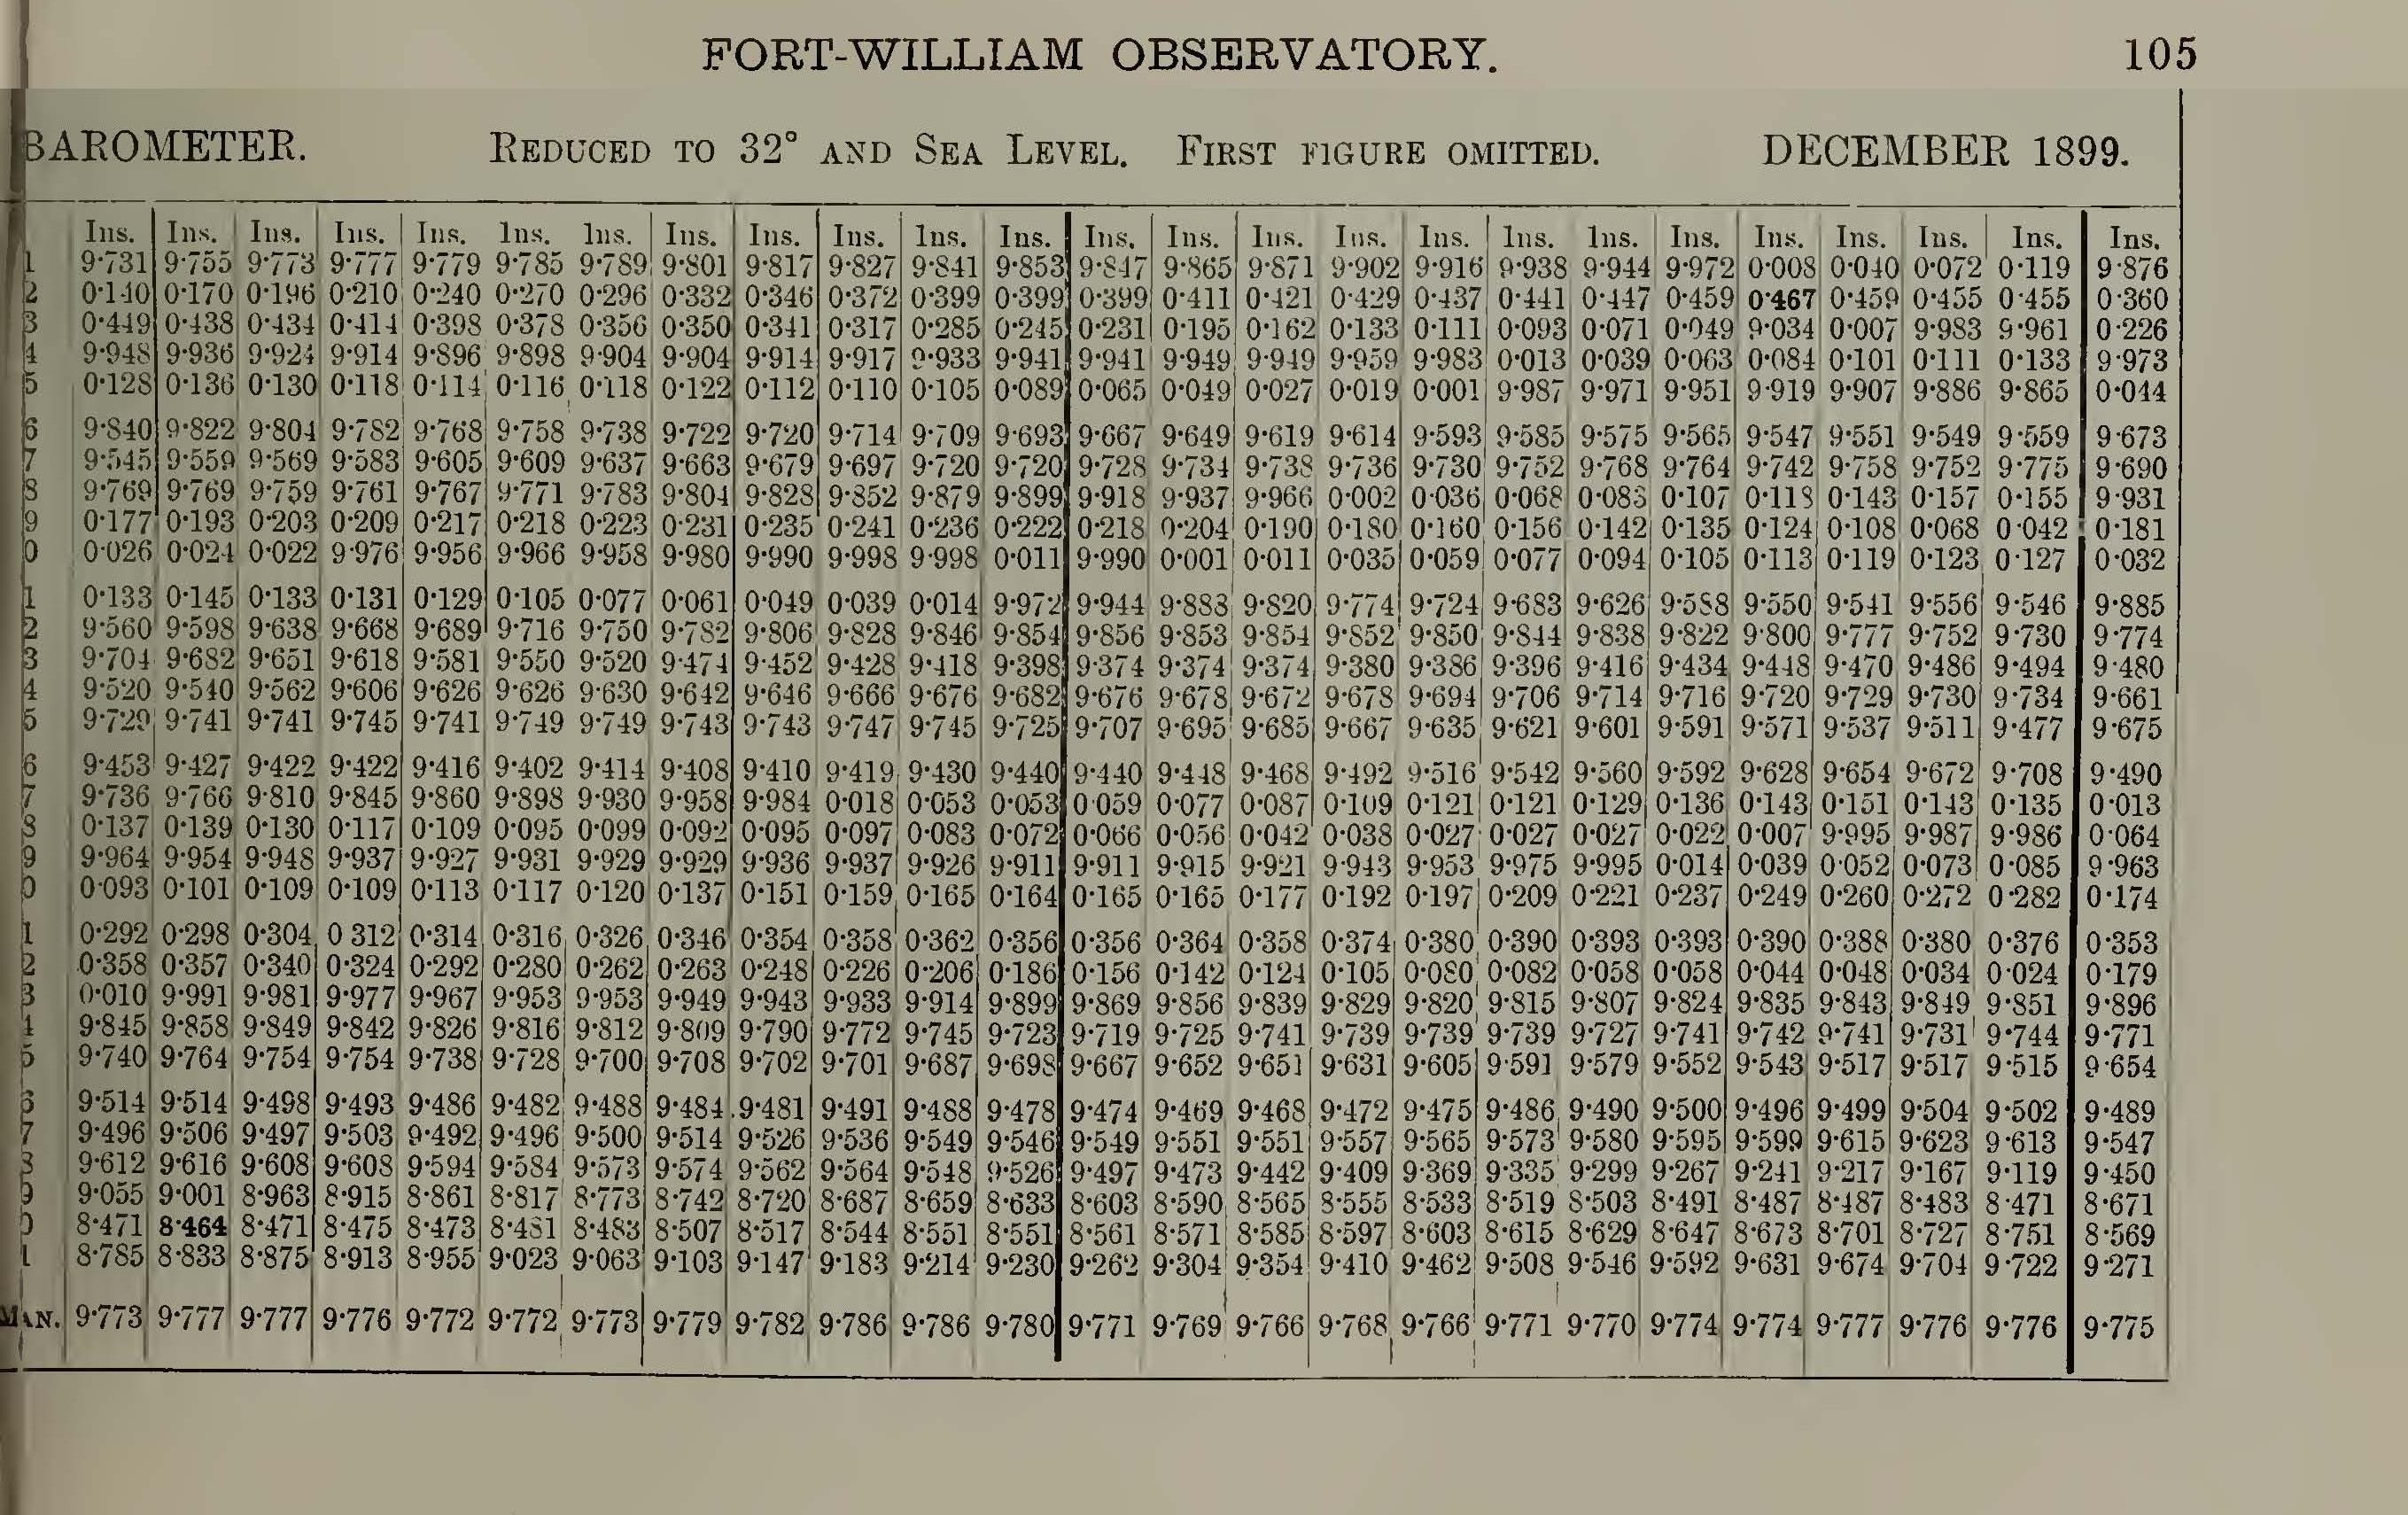 FORT-WILLIAM OBSERVATORY. 105
BAROMETER. REDUCED TO 32° AND SEA LEVEL. FIRST FIGURE OMITTED. DECEMBER 1899.
Ins. Ins. Ins. Ins. Ins. Ins. Ins. Ins. Ins. Ins. Ins. Ins. Ins. Ins. Ins. Ins. Ins. Ins. Ins. Ins. Ins. Ins. Ins. Ins. Ins.
1 9·731 9·755 9·773 9·777 9·779 9·785 9·789 9·801 9·817 9·827 9·841 9·853 9·847 9·865 9·871 9·902 9·916 9·938 9·944 9·972 0·008 0·040 0·072 0·119 9·876
2 0·140 0·170 0·196 0·210 0·240 0·270 0·296 0·332 0·346 0·372 0·399 0·399 0·399 0·411 0·421 0·429 0·437 0·441 0·447 0·459 0·467 0·459 0·455 0·455 0·360
3 0·449 0·438 0·434 0·414 0·398 0·378 0·356 0·350 0·341 0·317 0·285 0·245 0·231 0·195 0·162 0·133 0·111 0·093 0·071 0·049 9·034 0·007 9·983 9·961 0·226
4 9·948 9·936 9·924 9·914 9·896 9·898 9·904 9·904 9·914 9·917 9·933 9·941 9·941 9·949 9·949 9·959 9·983 0·013 0·039 0·063 0·084 0·101 0·111 0·133 9·973
5 0·128 0·136 0·130 0·118 0·114 0·116 0·118 0·122 0·112 0·110 0·105 0·089 0·065 0·049 0·027 0·019 0·001 9·987 9·971 9·951 9·919 9·907 9·886 9·865 0·044
6 9·840 9·822 9·804 9·782 9·768 9·758 9·738 9·722 9·720 9·714 9·709 9·693 9·667 9·649 9·619 9·614 9·593 9·585 9·575 9·565 9·547 9·551 9·549 9·559 9·673
7 9·545 9·559 9·569 9·583 9·605 9·609 9·637 9·663 9·679 9·697 9·720 9·720 9·728 9·734 9·738 9·736 9·730 9·752 9·768 9·764 9·742 9·758 9·752 9·775 9·690
8 9·769 9·769 9·759 9·761 9·767 9·771 9·783 9·804 9·828 9·852 9·879 9·899 9·918 9·937 9·966 0·002 0·036 0·068 0·083 0·107 0·118 0·143 0·157 0·155 9·931
9 0·177 0·193 0·203 0·209 0·217 0·218 0·223 0·231 0·235 0·241 0·236 0·222 0·218 0·204 0·190 0·180 0·160 0·156 0·142 0·135 0·124 0·108 0·068 0·042 0·181
0 0·026 0·024 0·022 9·976 9·956 9·966 9·958 9·980 9·990 9·998 9·998 0·011 9·990 0·001 0·011 0·035 0·059 0·077 0·094 0·105 0·113 0·119 0·123 0·127 0·032
1 0·133 0·145 0·133 0·131 0·129 0·105 0·077 0·061 0·049 0·039 0·014 9·972 9·944 9·883 9·820 9·774 9·724 9·683 9·626 9·588 9·550 9·541 9·556 9·546 9·885
2 9·560 9·598 9·638 9·668 9·689 9·716 9·750 9·782 9·806 9·828 9·846 9·854 9·856 9·853 9·854 9·852 9·850 9·844 9·838 9·822 9·800 9·777 9·752 9·730 9·774
3 9·704 9·682 9·651 9·618 9·581 9·550 9·520 9·474 9·452 9·428 9·418 9·398 9·374 9·374 9·374 9·380 9·386 9·396 9·416 9·434 9·448 9·470 9·486 9·494 9·480
4 9·520 9·540 9·562 9·606 9·626 9·626 9·630 9·642 9·646 9·666 9·676 9·682 9·676 9·678 9·672 9·678 9·694 9·706 9·714 9·716 9·720 9·729 9·730 9·734 9·661
5 9·729 9·741 9·741 9·745 9·741 9·749 9·749 9·743 9·743 9·747 9·745 9·725 9·707 9·695 9·685 9·667 9·635 9·621 9·601 9·591 9·571 9·537 9·511 9·477 9·675
6 9·453 9·427 9·422 9·422 9·416 9·402 9·414 9·408 9·410 9·419 9·430 9·440 9·440 9·448 9·468 9·492 9·516 9·542 9·560 9·592 9·628 9·654 9·672 9·708 9·490
7 9·736 9·766 9·810 9·845 9·860 9·898 9·930 9·958 9·984 0·018 0·053 0·053 0·059 0·077 0·087 0·109 0·121 0·121 0·129 0·136 0·143 0·151 0·143 0·135 0·013
8 0·137 0·139 0·130 0·117 0·109 0·095 0·099 0·092 0·095 0·097 0·083 0·072 0·066 0·056 0·042 0·038 0·027 0·027 0·027 0·022 0·007 9·995 9·987 9·986 0·064
9 9·964 9·954 9·948 9·937 9·927 9·931 9·929 9·929 9·936 9·937 9·926 9·911 9·911 9·915 9·921 9·943 9·953 9·975 9·995 0·014 0·039 0·052 0·073 0·085 9·963
0 0·093 0·101 0·109 0·109 0·113 0·117 0·120 0·137 0·151 0·159 0·165 0·164 0·165 0·165 0·177 0·192 0·197 0·209 0·221 0·237 0·249 0·260 0·272 0·282 0·174
1 0·292 0·298 0·304 0 312 0·314 0·316 0·326 0·346 0·354 0·358 0·362 0·356 0·356 0·364 0·358 0·374 0·380 0·390 0·393 0·393 0·390 0·388 0·380 0·376 0·353
2 0·358 0·357 0·340 0·324 0·292 0·280 0·262 0·263 0·248 0·226 0·206 0·186 0·156 0·142 0·124 0·105 0·080 0·082 0·058 0·058 0·044 0·048 0·034 0·024 0·179
3 0·010 9·991 9·981 9·977 9·967 9·953 9·953 9·949 9·943 9·933 9·914 9·899 9·869 9·856 9·839 9·829 9·820 9·815 9·807 9·824 9·835 9·843 9·849 9·851 9·896
4 9·845 9·858 9·849 9·842 9·826 9·816 9·812 9·809 9·790 9·772 9·745 9·723 9·719 9·725 9·741 9·739 9·739 9·739 9·727 9·741 9·742 9·741 9·731 9·744 9·771
5 9·740 9·764 9·754 9·754 9·738 9·728 9·700 9·708 9·702 9·701 9·687 9·698 9·667 9·652 9·651 9·631 9·605 9·591 9·579 9·552 9·543 9·517 9·517 9·515 9·654
6 9·514 9·514 9·498 9·493 9·486 9·482 9·488 9·484 9·481 9·491 9·488 9·478 9·474 9·469 9·468 9·472 9·475 9·486 9·490 9·500 9·496 9·499 9·504 9·502 9·489
7 9·496 9·506 9·497 9·503 9·492 9·496 9·500 9·514 9·526 9·536 9·549 9·546 9·549 9·551 9·551 9·557 9·565 9·573 9·580 9·595 9·599 9·615 9·623 9·613 9·547
8 9·612 9·616 9·608 9·608 9·594 9·584 9·573 9·574 9·562 9·564 9·548 9·526 9·497 9·473 9·442 9·409 9·369 9·335 9·299 9·267 9·241 9·217 9·167 9·119 9·450
9 9·055 9·001 8·963 8·915 8·861 8·817 8·773 8·742 8·720 8·687 8·659 8·633 8·603 8·590 8·565 8·555 8·533 8·519 8·503 8·491 8·487 8·487 8·483 8·471 8·671
0 8·471 8·464 8·471 8·475 8·473 8·481 8·483 8·507 8·517 8·544 8·551 8·551 8·561 8·571 8·585 8·597 8·603 8·615 8·629 8·647 8·673 8·701 8·727 8·751 8·569
1 8·785 8·833 8·875 8·913 8·955 9·023 9·063 9·103 9·147 9·183 9·214 9·230 9·262 9·304 9·354 9·410 9·462 9·508 9·546 9·592 9·631 9·674 9·704 9·722 9·271
MAN. 9·773 9·777 9·777 9·776 9·772 9·772 9·773 9·779 9·782 9·786 9·786 9·780 9·771 9·769 9·766 9·768 9·766 9·771 9·770 9·774 9·774 9·777 9·776 9·776 9·775